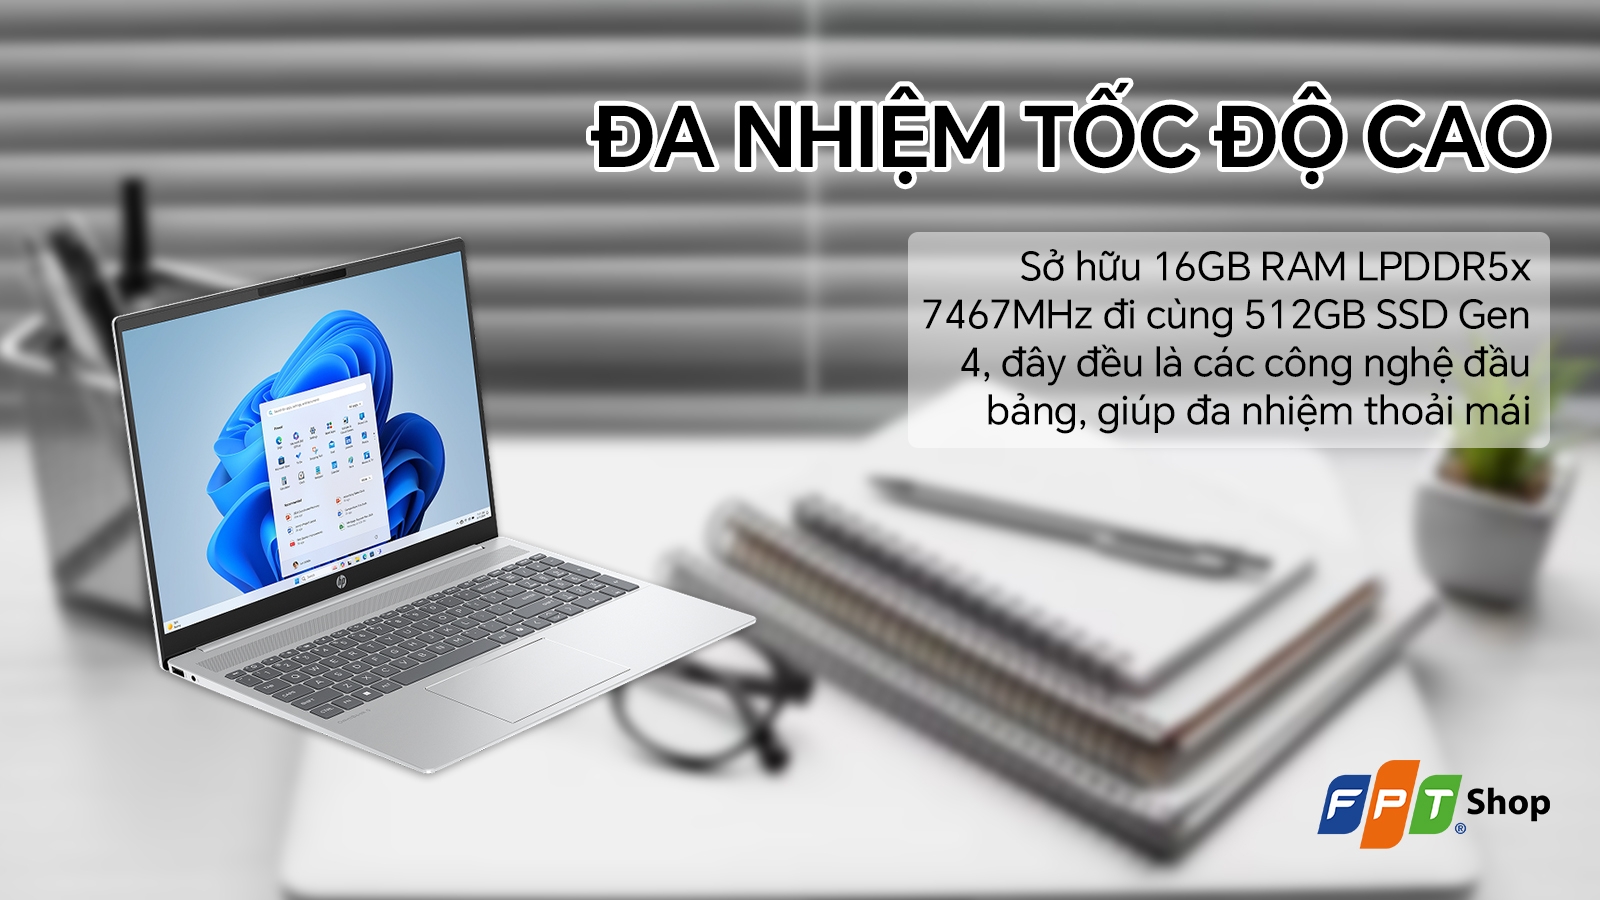 ĐA NHIỆM TỐC ĐỘ CAO
Sở hữu 16GB RAM LPDDR5x
7467MHz đi cùng 512GB SSD Gen
4, đây đều là các công nghệ đầu
bảng, giúp đa nhiệm thoải mái
hp
FPT® Shop